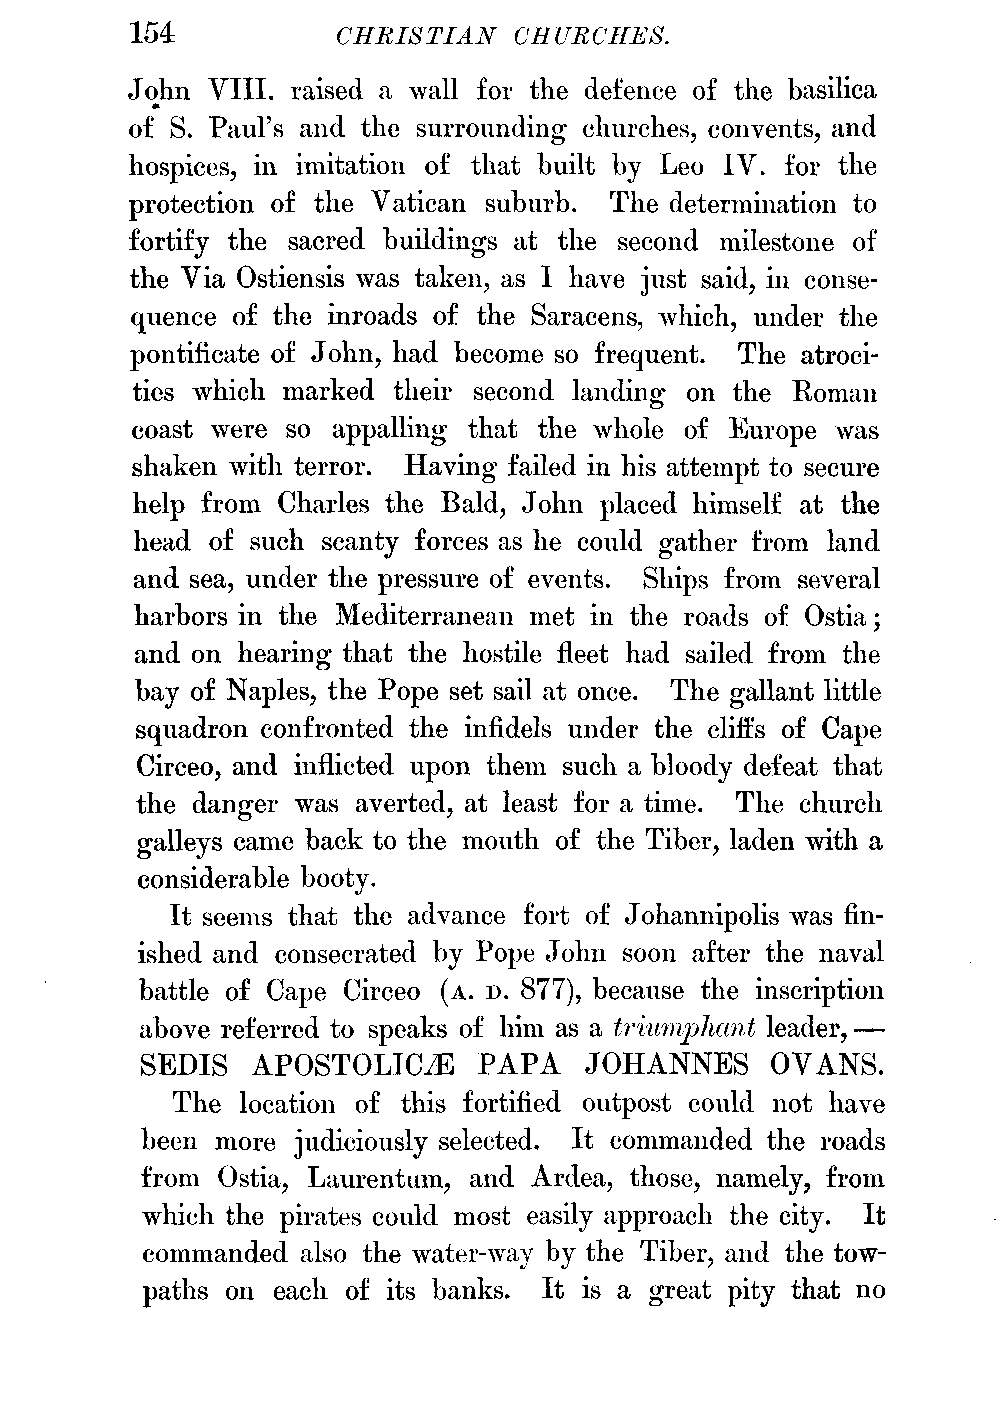 154 CHRISTIAN CHURCHES.
John VIII. raised a wall for the defence of the basilica
of S. Paul's and the surrounding churches, convents, and
hospices, in imitation of that built by Leo IV. for the
protection of the Vatican suburb. The determination to
fortify the sacred buildings at the second milestone of
the Via Ostiensis was taken, as I have just said, in conse-
quence of the inroads of the Saracens, which, under the
pontificate of John, had become so frequent. The atroci-
ties which marked their second landing on the Roman
coast were so appalling that the whole of Europe was
shaken with terror. Having failed in his attempt to secure
help from Charles the Bald, John placed himself at the
head of such scanty forces as he could gather from land
and sea, under the pressure of events. Ships from several
harbors in the Mediterranean met in the roads of Ostia;
and on hearing that the hostile fleet had sailed from the
bay of Naples, the Pope set sail at once. The gallant little
squadron confronted the infidels under the cliffs of Cape
Circeo, and inflicted upon them such a bloody defeat that
the danger was averted, at least for a time. The church
galleys came back to the mouth of the Tiber, laden with a
considerable booty.
It seems that the advance fort of Johannipolis was fin-
ished and consecrated by Pope John soon after the naval
battle of Cape Circeo (A. D. 877), because the inscription
above referred to speaks of him as a triumphant leader,—
SEDIS APOSTOLICÆ PAPA JOHANNES OVANS.
The location of this fortified outpost could not have
been more judiciously selected. It commanded the roads
from Ostia, Laurentum, and Ardea, those, namely, from
which the pirates could most easily approach the city. It
commanded also the water-way by the Tiber, and the tow-
paths on each of its banks. It is a great pity that no